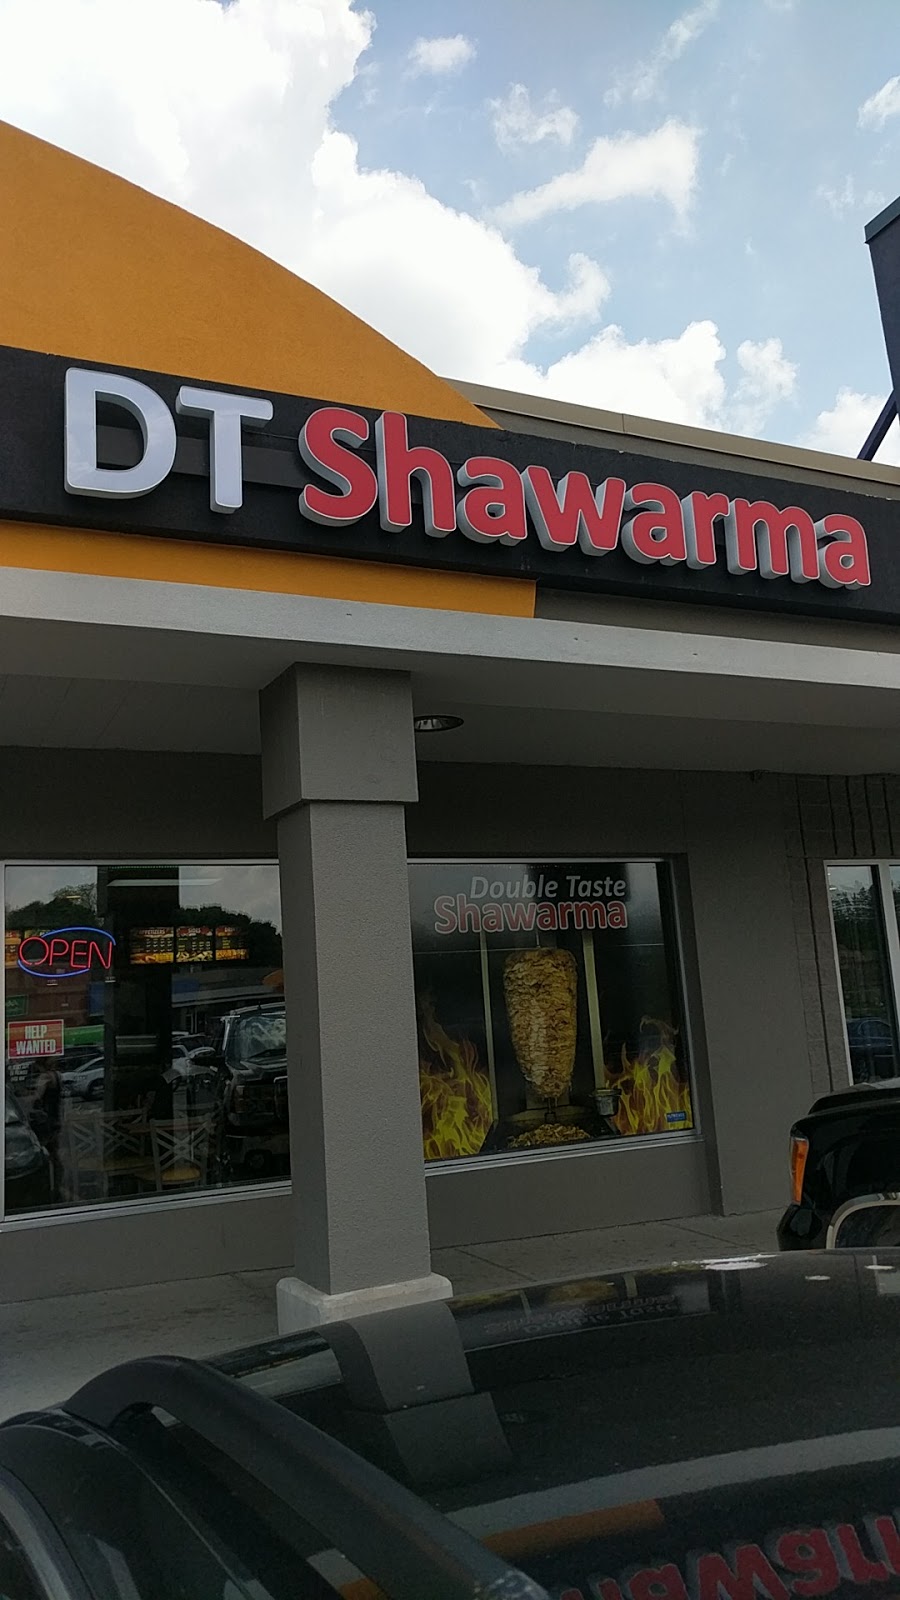 DT Shawarma
Double Taste
Shawarma
OPEN
HELP
WANTED